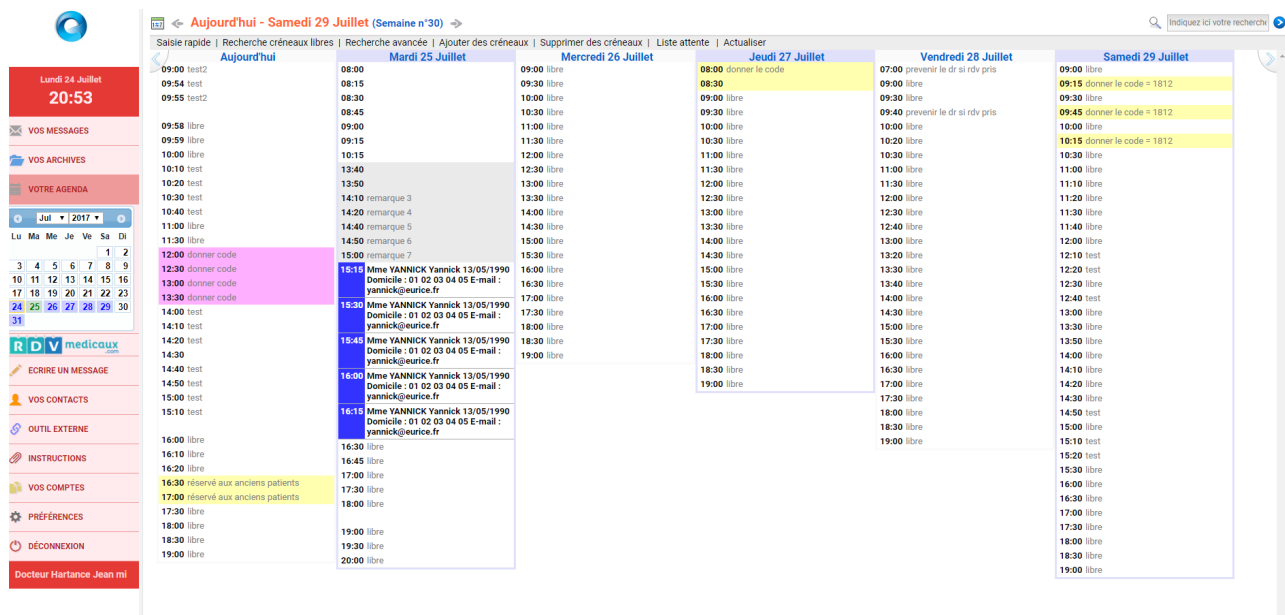 Aujourd'hui - Samedi 29 Juillet (Semaine n°30)
Indiquez ici votre recherche
Saisie rapide | Recherche créneaux libres | Recherche avancée | Ajouter des créneaux | Supprimer des créneaux | Liste attente | Actualiser
Lundi 24 Juillet
20:53
VOS MESSAGES
VOS ARCHIVES
VOTRE AGENDA
Jul 2017
Lu Ma Me Je Ve Sa Di
1 2
3 4 5 6 7 8 9
10 11 12 13 14 15 16
17 18 19 20 21 22 23
24 25 26 27 28 29 30
31
RDV medicaux .com
ECRIRE UN MESSAGE
VOS CONTACTS
OUTIL EXTERNE
INSTRUCTIONS
VOS COMPTES
PRÉFÉRENCES
DÉCONNEXION
Docteur Hartance Jean mi
Aujourd'hui
09:00 test2
09:54 test
09:55 test2
09:58 libre
09:59 libre
10:00 libre
10:10 test
10:20 test
10:30 test
10:40 test
11:00 libre
11:30 libre
12:00 donner code
12:30 donner code
13:00 donner code
13:30 donner code
14:00 test
14:10 test
14:20 test
14:30
14:40 test
14:50 test
15:00 test
15:10 test
16:00 libre
16:10 libre
16:20 libre
16:30 réservé aux anciens patients
17:00 réservé aux anciens patients
17:30 libre
18:00 libre
18:30 libre
19:00 libre
Mardi 25 Juillet
08:00
08:15
08:30
08:45
09:00
09:15
10:15
13:40
13:50
14:10 remarque 3
14:20 remarque 4
14:40 remarque 5
14:50 remarque 6
15:00 remarque 7
15:15 Mme YANNICK Yannick 13/05/1990
Domicile : 01 02 03 04 05 E-mail :
yannick@eurice.fr
15:30 Mme YANNICK Yannick 13/05/1990
Domicile : 01 02 03 04 05 E-mail :
yannick@eurice.fr
15:45 Mme YANNICK Yannick 13/05/1990
Domicile : 01 02 03 04 05 E-mail :
yannick@eurice.fr
16:00 Mme YANNICK Yannick 13/05/1990
Domicile : 01 02 03 04 05 E-mail :
yannick@eurice.fr
16:15 Mme YANNICK Yannick 13/05/1990
Domicile : 01 02 03 04 05 E-mail :
yannick@eurice.fr
16:30 libre
16:45 libre
17:00 libre
17:30 libre
18:00 libre
19:00 libre
19:30 libre
20:00 libre
Mercredi 26 Juillet
09:00 libre
09:30 libre
10:00 libre
10:30 libre
11:00 libre
11:30 libre
12:00 libre
12:30 libre
13:00 libre
13:30 libre
14:00 libre
14:30 libre
15:00 libre
15:30 libre
16:00 libre
16:30 libre
17:00 libre
17:30 libre
18:00 libre
18:30 libre
19:00 libre
Jeudi 27 Juillet
08:00 donner le code
08:30
09:00 libre
09:30 libre
10:00 libre
10:30 libre
11:00 libre
11:30 libre
12:00 libre
12:30 libre
13:00 libre
13:30 libre
14:00 libre
14:30 libre
15:00 libre
15:30 libre
16:00 libre
16:30 libre
17:00 libre
17:30 libre
18:00 libre
18:30 libre
19:00 libre
Vendredi 28 Juillet
07:00 prevenir le dr si rdv pris
09:00 libre
09:30 libre
09:40 prevenir le dr si rdv pris
10:00 libre
10:20 libre
10:30 libre
11:00 libre
11:30 libre
12:00 libre
12:30 libre
12:40 libre
13:00 libre
13:20 libre
13:30 libre
13:40 libre
14:00 libre
14:30 libre
15:00 libre
15:30 libre
16:00 libre
16:30 libre
17:00 libre
17:30 libre
18:00 libre
18:30 libre
19:00 libre
Samedi 29 Juillet
09:00 libre
09:15 donner le code = 1812
09:30 libre
09:45 donner le code = 1812
10:00 libre
10:15 donner le code = 1812
10:30 libre
11:00 libre
11:10 libre
11:20 libre
11:30 libre
11:40 libre
12:00 libre
12:10 test
12:20 test
12:30 libre
12:40 test
13:00 libre
13:30 libre
13:50 libre
14:00 libre
14:10 libre
14:20 libre
14:30 libre
14:50 test
15:00 libre
15:10 test
15:20 test
15:30 libre
16:00 libre
16:30 libre
17:00 libre
17:30 libre
18:00 libre
18:30 libre
19:00 libre